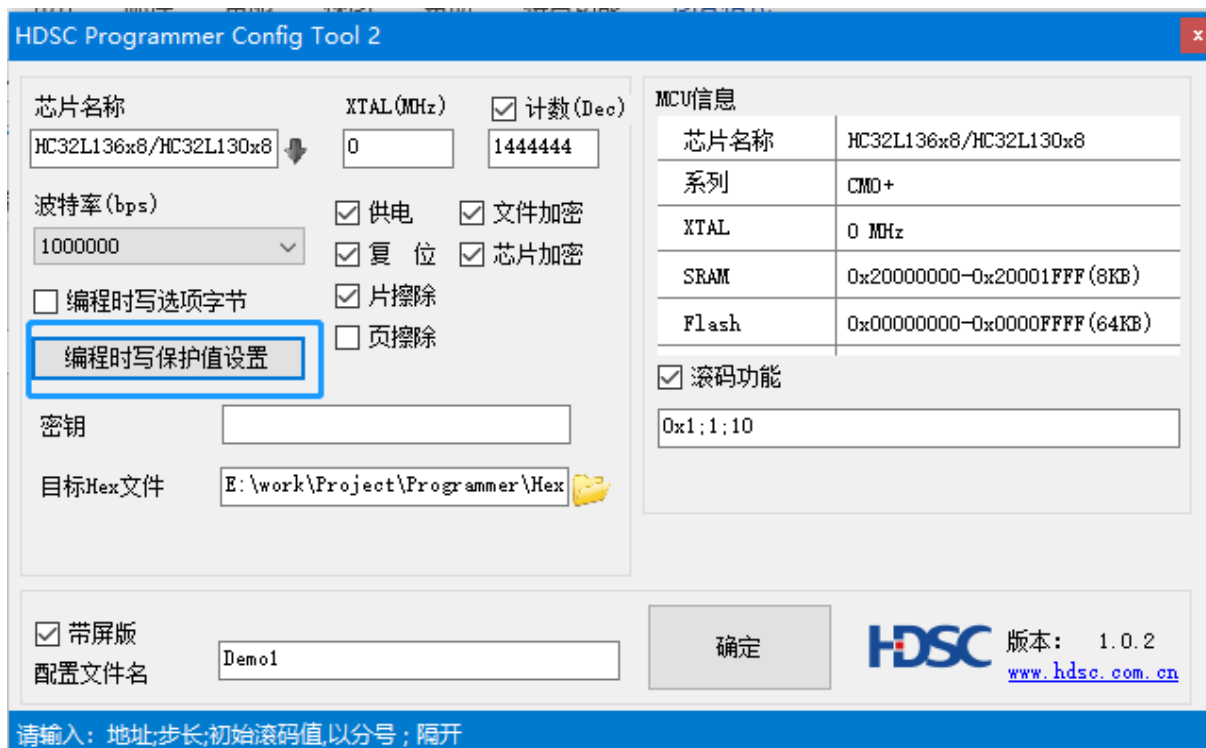 HDSC Programmer Config Tool 2
x
芯片名称
XTAL(MHz)
计数(Dec)
HC32L136x8/HC32L130x8
0
1444444
波特率(bps)
供电
文件加密
1000000
复 位
芯片加密
编程时写选项字节
片擦除
编程时写保护值设置
页擦除
密钥
目标Hex文件
E:\work\Project\Programmer\Hex
MCU信息
芯片名称 HC32L136x8/HC32L130x8
系列 CM0+
XTAL 0 MHz
SRAM 0x20000000-0x20001FFF(8KB)
Flash 0x00000000-0x0000FFFF(64KB)
滚码功能
0x1;1;10
带屏版
配置文件名
Demo1
确定
HDSC
版本: 1.0.2
www.hdsc.com.cn
请输入: 地址;步长;初始滚码值,以分号 ; 隔开